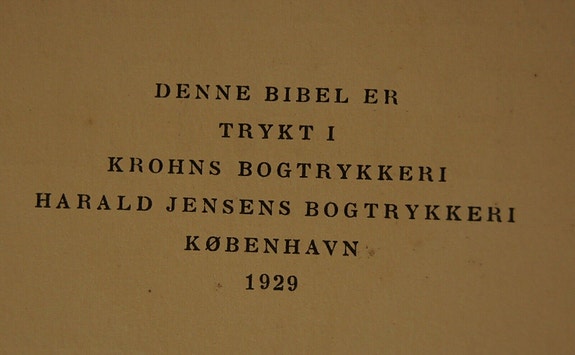 DENNE BIBEL ER
TRYKT I
KROHNS BOGTRYKKERI
HARALD JENSENS BOGTRYKKERI
KØBENHAVN
1929